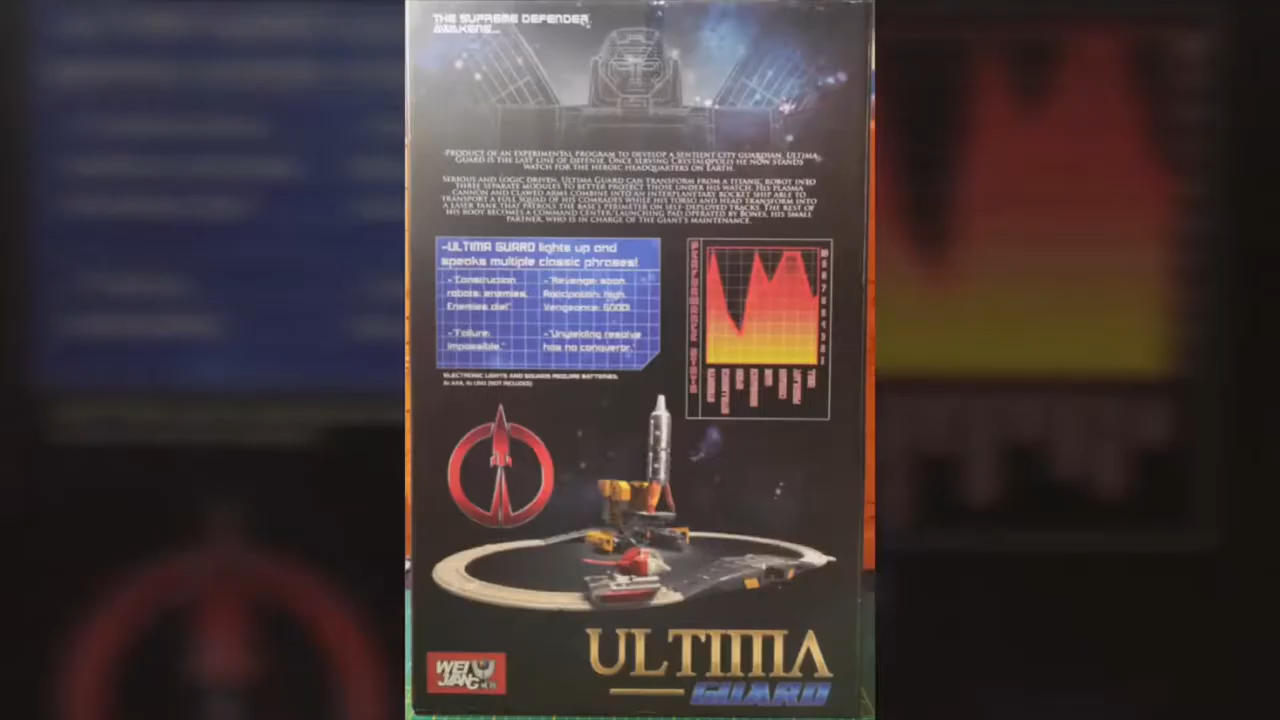 THE SUPREME DEFENDER
AWAKENS...
PRODUCT OF AN EXPERIMENTAL PROGRAM TO DEVELOP A SENTIENT CITY GUARDIAN, ULTIMA
GUARD IS THE LAST LINE OF DEFENSE. ONCE SERVING CRYSTALOPOLIS HE NOW STANDS
WATCH FOR THE HEROIC HEADQUARTERS ON EARTH.
SERIOUS AND LOGIC DRIVEN, ULTIMA GUARD CAN TRANSFORM FROM A TITANIC ROBOT INTO
THREE SEPARATE MODULES TO BETTER PROTECT THOSE UNDER HIS WATCH. HIS PLASMA
CANNON AND CLAWED ARMS COMBINE INTO AN INTERPLANETARY ROCKET SHIP ABLE TO
TRANSPORT A FULL SQUAD OF HIS COMRADES WHILE HIS TORSO AND HEAD TRANSFORM INTO
A LASER TANK THAT PATROLS THE BASE'S PERIMETER ON SELF-DEPLOYED TRACKS. THE REST OF
HIS BODY BECOMES A COMMAND CENTER/LAUNCHING PAD OPERATED BY BONES, HIS SMALL
PARTNER, WHO IS IN CHARGE OF THE GIANT'S MAINTENANCE.
-ULTIMA GUARD lights up and
speaks multiple classic phrases!
-"Construction
robots: enemies.
Enemies die!"
-"Revenge: soon.
Anticipation: high.
Vengeance: GOOD!
-"Failure:
impossible."
-"Unyielding resolve
has no conqueror."
ELECTRONIC LIGHTS AND SOUNDS REQUIRE BATTERIES:
PERFORMANCE STATS
WEI
JIANG
ULTIMA
GUARD